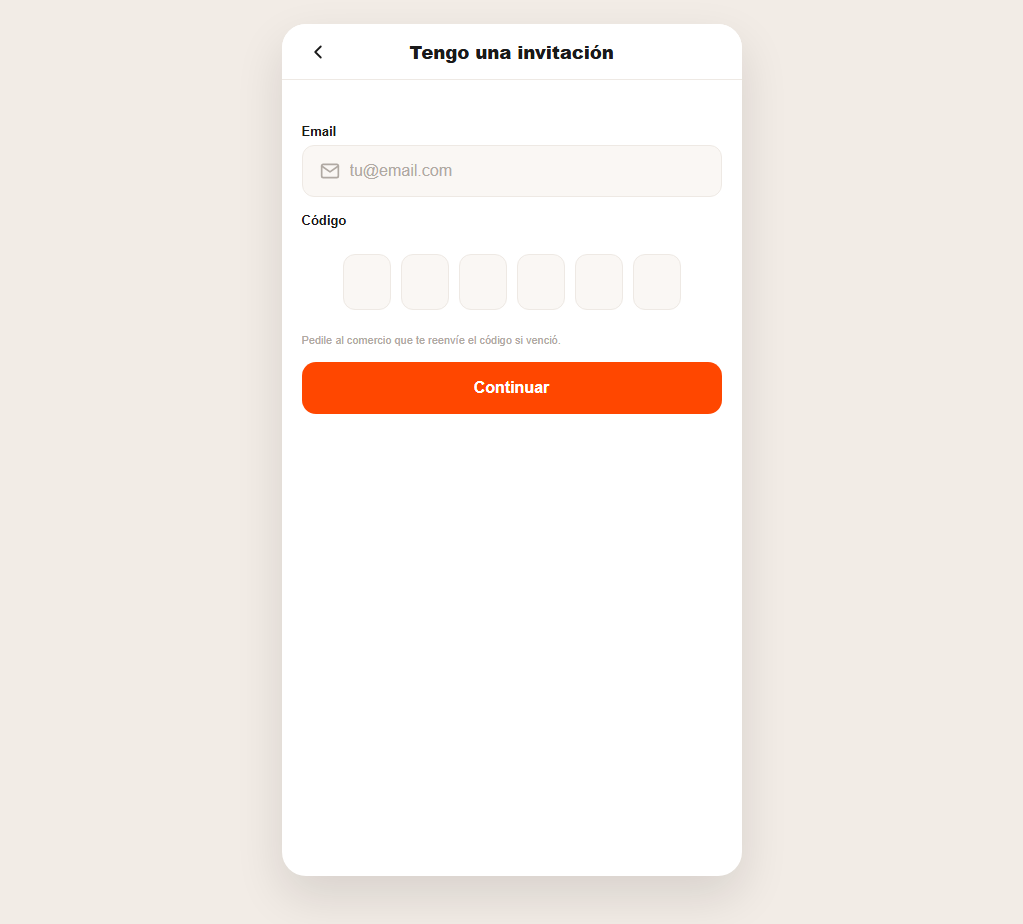 Tengo una invitación
Email
tu@email.com
Código
Pedile al comercio que te reenvíe el código si venció.
Continuar